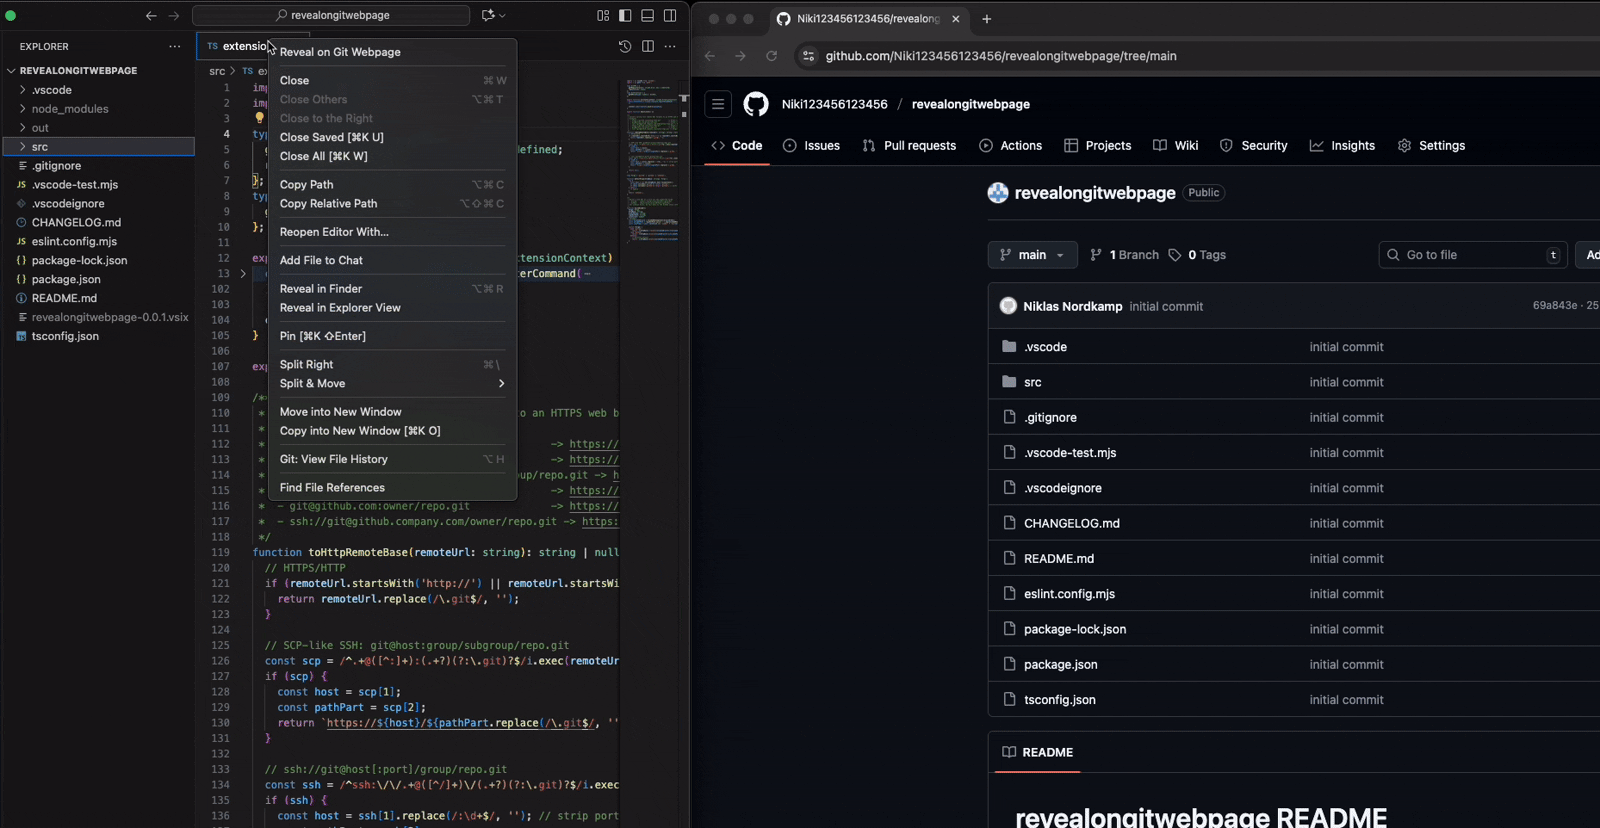 revealongitwebpage
EXPLORER
REVEALONGITWEBPAGE
.vscode
node_modules
out
src
.gitignore
JS .vscode-test.mjs
.vscodeignore
CHANGELOG.md
JS eslint.config.mjs
{} package-lock.json
{} package.json
README.md
revealongitwebpage-0.0.1.vsix
tsconfig.json
TS extensio
src > TS ex
Reveal on Git Webpage
Close ⌘ W
Close Others ⌥ ⌘ T
Close to the Right
Close Saved [⌘K U]
Close All [⌘K W]
Copy Path ⌥ ⌘ C
Copy Relative Path ⌥ ⇧ ⌘ C
Reopen Editor With...
Add File to Chat
Reveal in Finder ⌥ ⌘ R
Reveal in Explorer View
Pin [⌘K ⇧Enter]
Split Right ⌘ \
Split & Move
Move into New Window
Copy into New Window [⌘K O]
Git: View File History ⌥ H
Find File References
1 imp
2 imp
3
4 typ
5 g efined;
6
7 };
8 typ
9 g
10 };
11
12 exp xtensionContext)
13 terCommand( ⋯
102
103
104
105 }
106
107 exp
108
109 /**
110 * o an HTTPS web b
111 *
112 * -> https://
113 * -> https://
114 * up/repo.git -> h
115 * -> https://
116 * - git@github.com:owner/repo.git -> https://
117 * - ssh://git@github.company.com/owner/repo.git -> https:
118 */
119 function toHttpRemoteBase(remoteUrl: string): string | null
120 // HTTPS/HTTP
121 if (remoteUrl.startsWith('http://') || remoteUrl.startsWi
122 return remoteUrl.replace(/\.git$/, '');
123 }
124
125 // SCP-like SSH: git@host:group/subgroup/repo.git
126 const scp = /^.+@([^:]+):(.+?)(?:\.git)?$/i.exec(remoteUr
127 if (scp) {
128 const host = scp[1];
129 const pathPart = scp[2];
130 return `https://${host}/${pathPart.replace(/\.git$/, ''
131 }
132
133 // ssh://git@host[:port]/group/repo.git
134 const ssh = /^ssh:\/\/.+@([^/]+)\/(.+?)(?:\.git)?$/i.exec
135 if (ssh) {
136 const host = ssh[1].replace(/:\d+$/, ''); // strip port
Niki123456123456/revealong
github.com/Niki123456123456/revealongitwebpage/tree/main
Niki123456123456 / revealongitwebpage
Code Issues Pull requests Actions Projects Wiki Security Insights Settings
revealongitwebpage Public
main 1 Branch 0 Tags Go to file t Ad
Niklas Nordkamp initial commit 69a843e · 25
.vscode initial commit
src initial commit
.gitignore initial commit
.vscode-test.mjs initial commit
.vscodeignore initial commit
CHANGELOG.md initial commit
README.md initial commit
eslint.config.mjs initial commit
package-lock.json initial commit
package.json initial commit
tsconfig.json initial commit
README
revealongitwebpage README